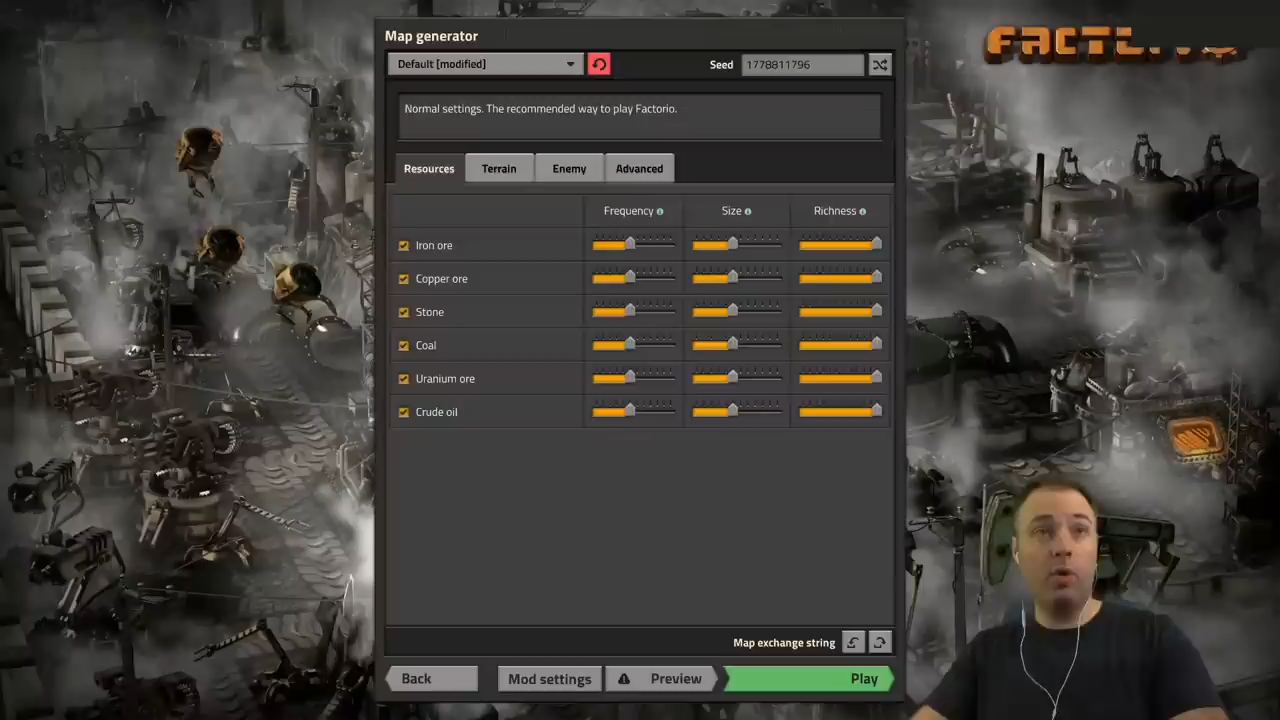 Map generator
Default [modified]
Seed
1778811796
Normal settings. The recommended way to play Factorio.
Resources
Terrain
Enemy
Advanced
Frequency
Size
Richness
Iron ore
Copper ore
Stone
Coal
Uranium ore
Crude oil
Map exchange string
Back
Mod settings
Preview
Play